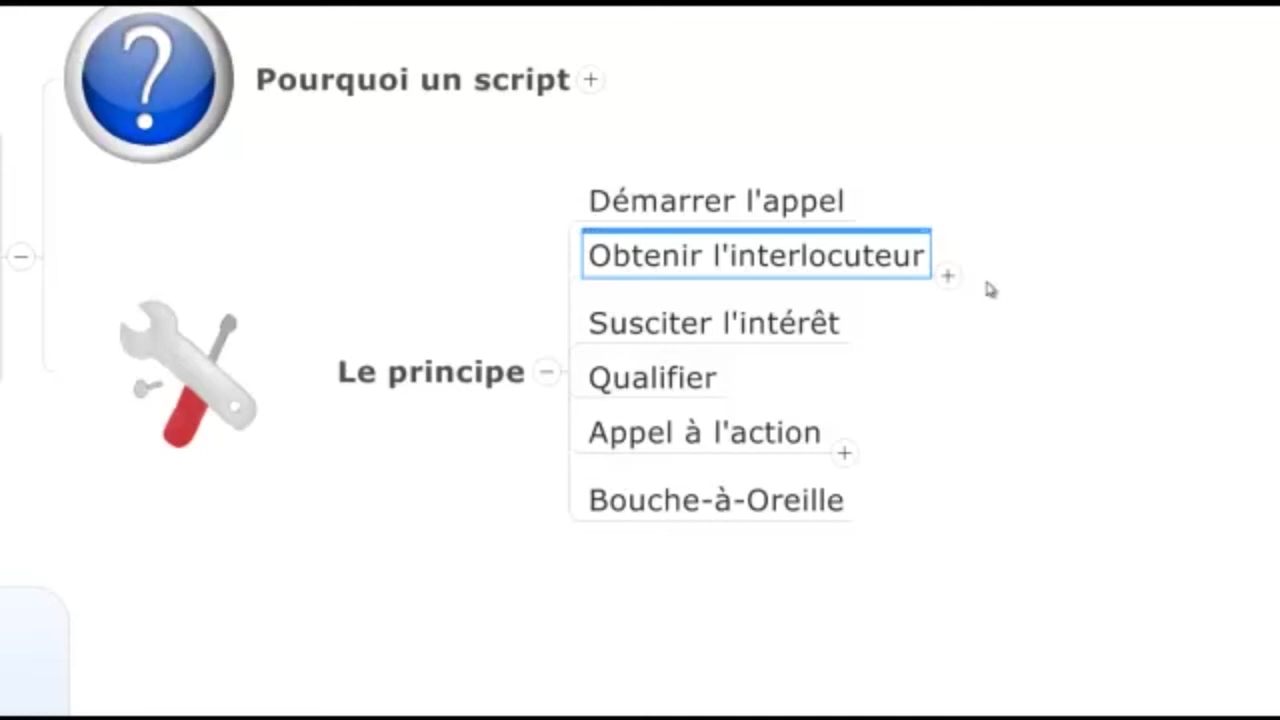 Pourquoi un script
Démarrer l'appel
Obtenir l'interlocuteur
Susciter l'intérêt
Le principe
Qualifier
Appel à l'action
Bouche-à-Oreille